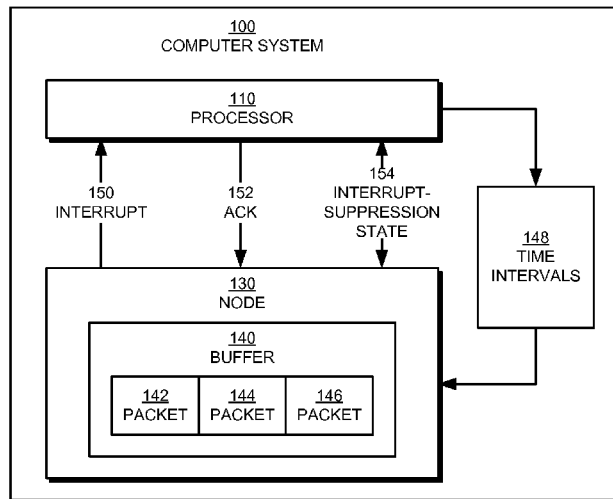 100
COMPUTER SYSTEM
110
PROCESSOR
150
INTERRUPT
152
ACK
154
INTERRUPT-
SUPPRESSION
STATE
148
TIME
INTERVALS
130
NODE
140
BUFFER
142
PACKET
144
PACKET
146
PACKET